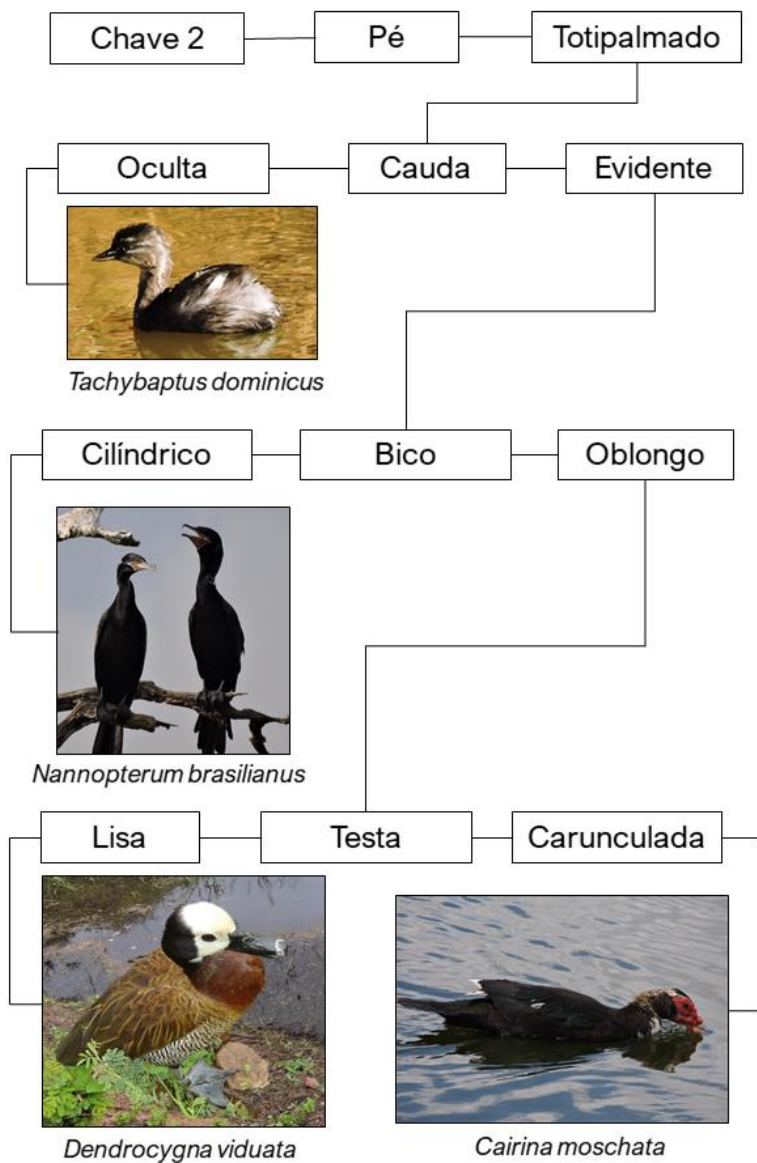 Chave 2 Pé Totipalmado
Oculta Cauda Evidente
Tachybaptus dominicus
Cilíndrico Bico Oblongo
Nannopterum brasilianus
Lisa Testa Carunculada
Dendrocygna viduata Cairina moschata